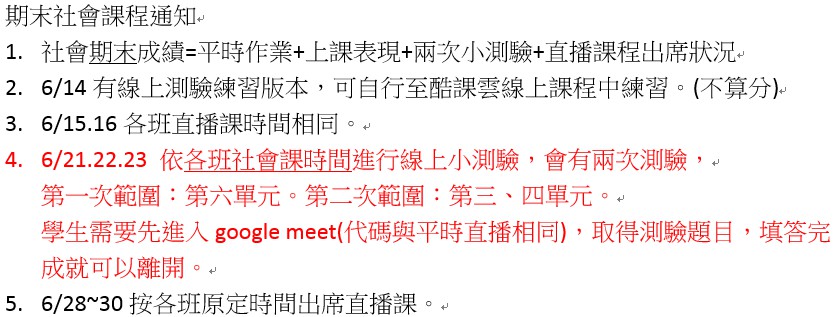 期末社會課程通知
1. 社會期末成績=平時作業+上課表現+兩次小測驗+直播課程出席狀況
2. 6/14 有線上測驗練習版本，可自行至酷課雲線上課程中練習。(不算分)
3. 6/15.16 各班直播課時間相同。
4. 6/21.22.23 依各班社會課時間進行線上小測驗，會有兩次測驗，
第一次範圍：第六單元。第二次範圍：第三、四單元。
學生需要先進入 google meet(代碼與平時直播相同)，取得測驗題目，填答完
成就可以離開。
5. 6/28~30 按各班原定時間出席直播課。